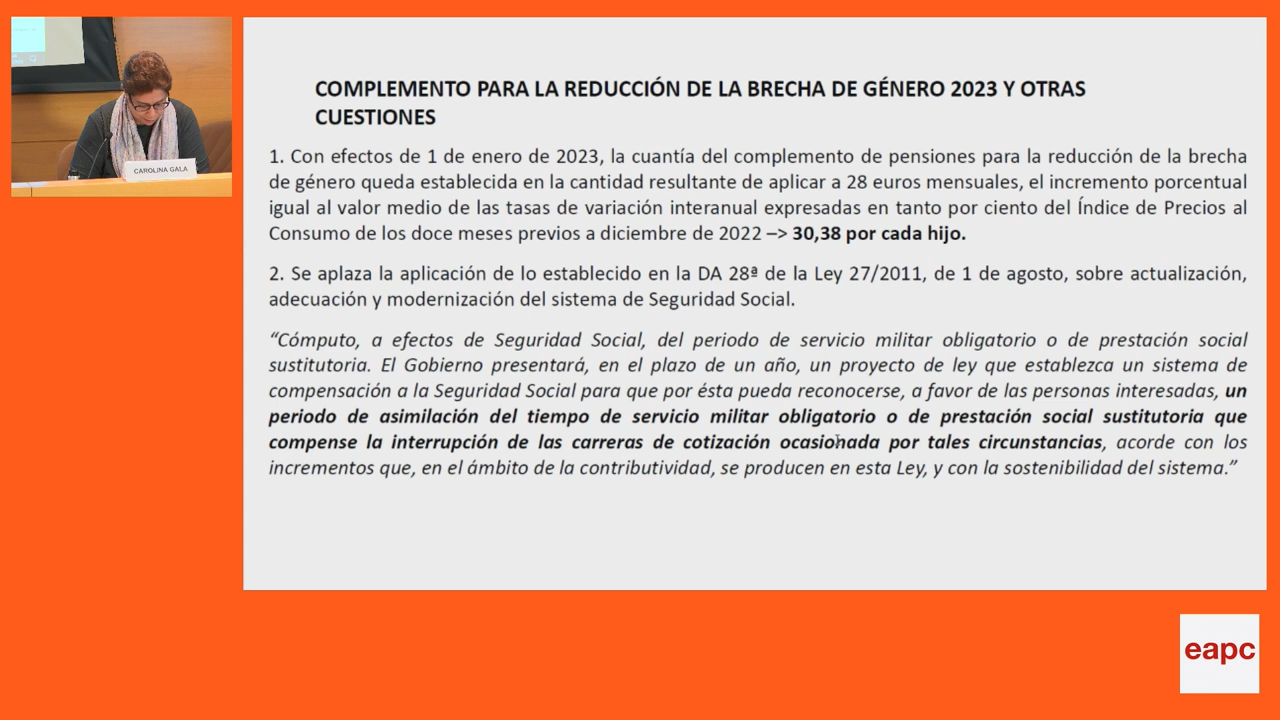 CAROLINA GALA
COMPLEMENTO PARA LA REDUCCIÓN DE LA BRECHA DE GÉNERO 2023 Y OTRAS
CUESTIONES
1. Con efectos de 1 de enero de 2023, la cuantía del complemento de pensiones para la reducción de la brecha
de género queda establecida en la cantidad resultante de aplicar a 28 euros mensuales, el incremento porcentual
igual al valor medio de las tasas de variación interanual expresadas en tanto por ciento del Índice de Precios al
Consumo de los doce meses previos a diciembre de 2022 –> 30,38 por cada hijo.
2. Se aplaza la aplicación de lo establecido en la DA 28ª de la Ley 27/2011, de 1 de agosto, sobre actualización,
adecuación y modernización del sistema de Seguridad Social.
“Cómputo, a efectos de Seguridad Social, del periodo de servicio militar obligatorio o de prestación social
sustitutoria. El Gobierno presentará, en el plazo de un año, un proyecto de ley que establezca un sistema de
compensación a la Seguridad Social para que por ésta pueda reconocerse, a favor de las personas interesadas, un
periodo de asimilación del tiempo de servicio militar obligatorio o de prestación social sustitutoria que
compense la interrupción de las carreras de cotización ocasionada por tales circunstancias, acorde con los
incrementos que, en el ámbito de la contributividad, se producen en esta Ley, y con la sostenibilidad del sistema.”
eapc